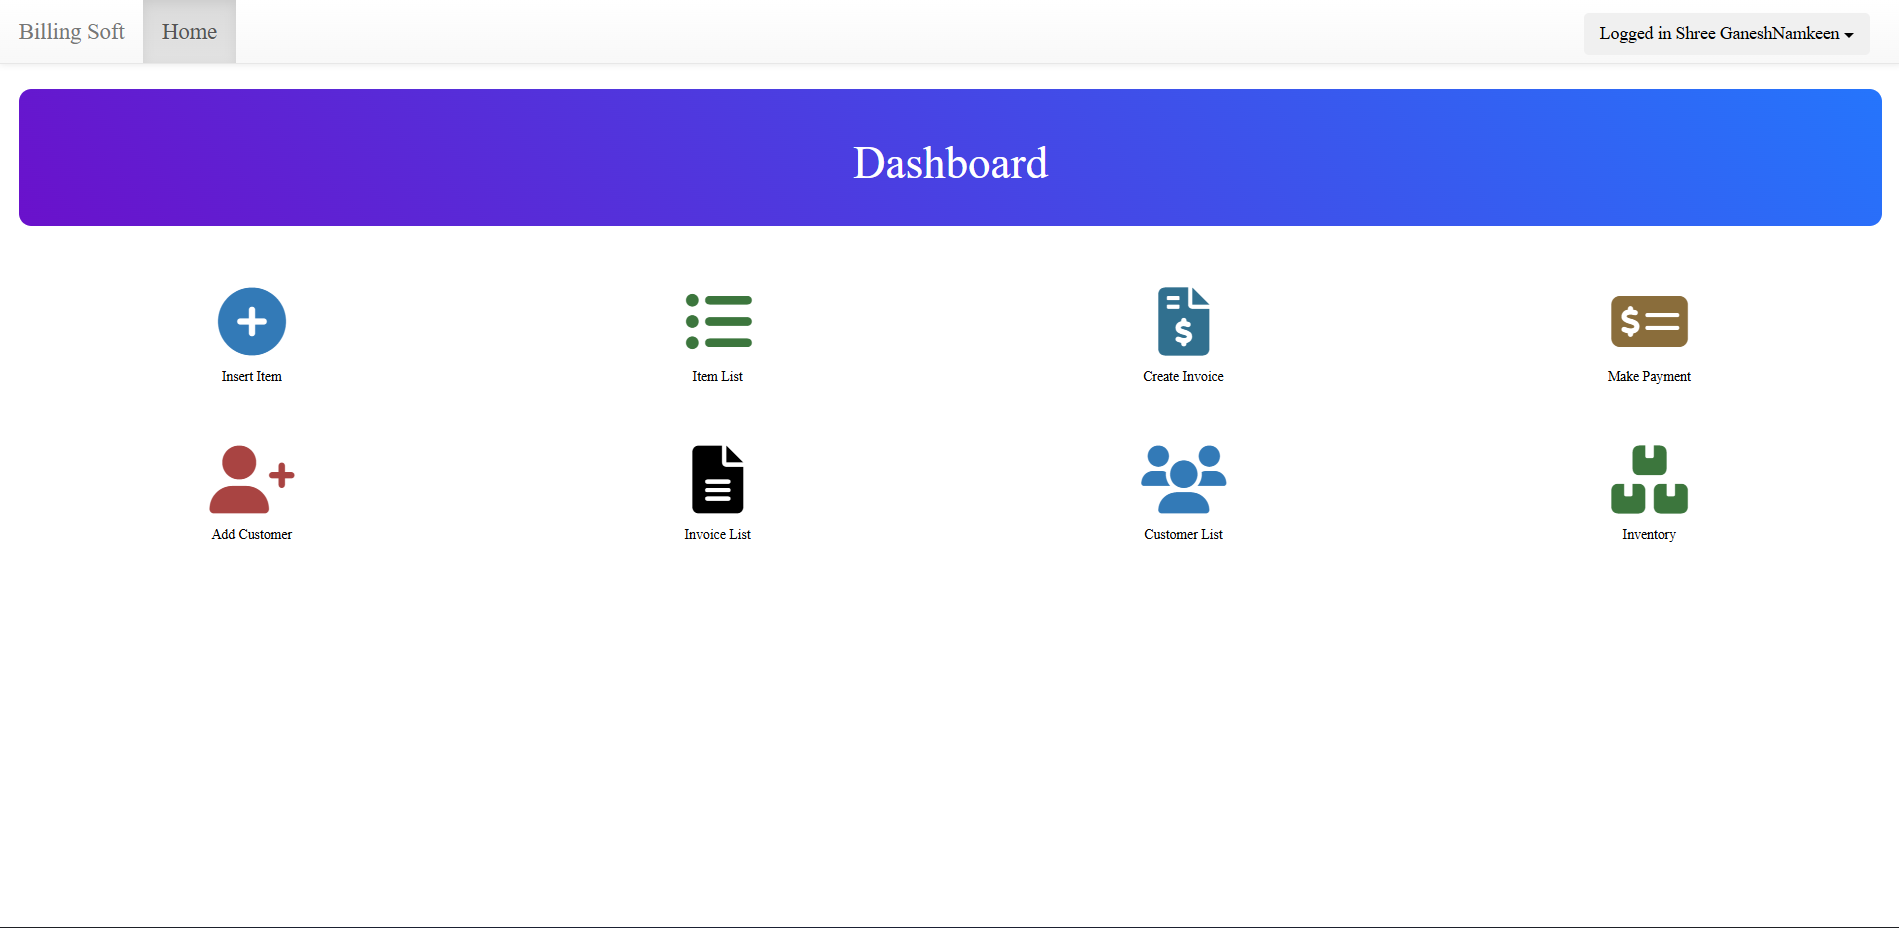 Billing Soft Home Logged in Shree GaneshNamkeen
Dashboard
Insert Item Item List Create Invoice Make Payment
Add Customer Invoice List Customer List Inventory